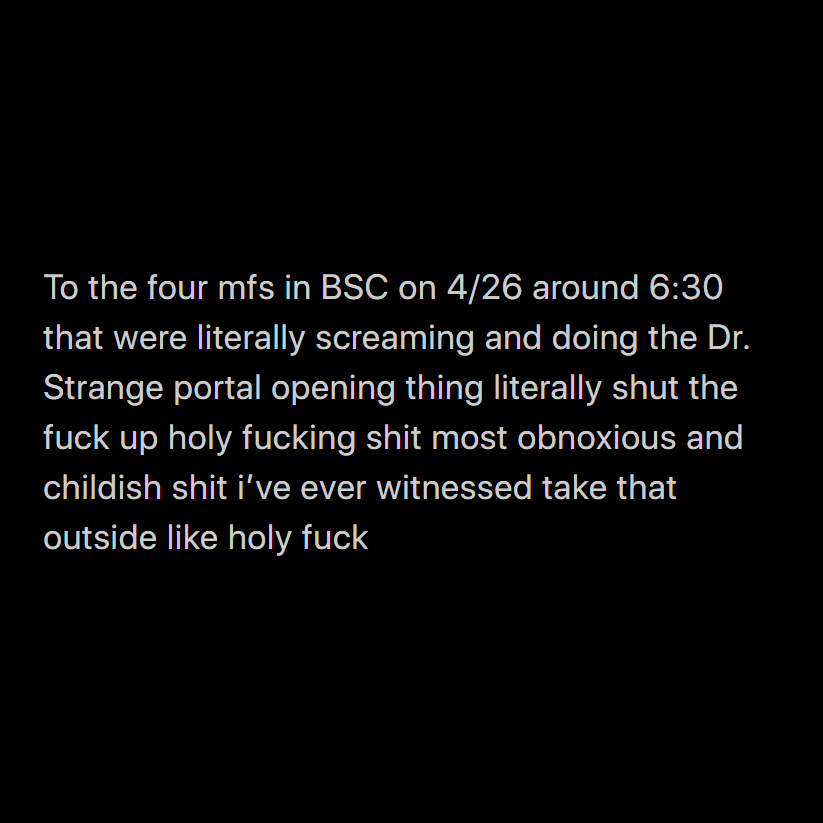 To the four mfs in BSC on 4/26 around 6:30
that were literally screaming and doing the Dr.
Strange portal opening thing literally shut the
fuck up holy fucking shit most obnoxious and
childish shit i’ve ever witnessed take that
outside like holy fuck